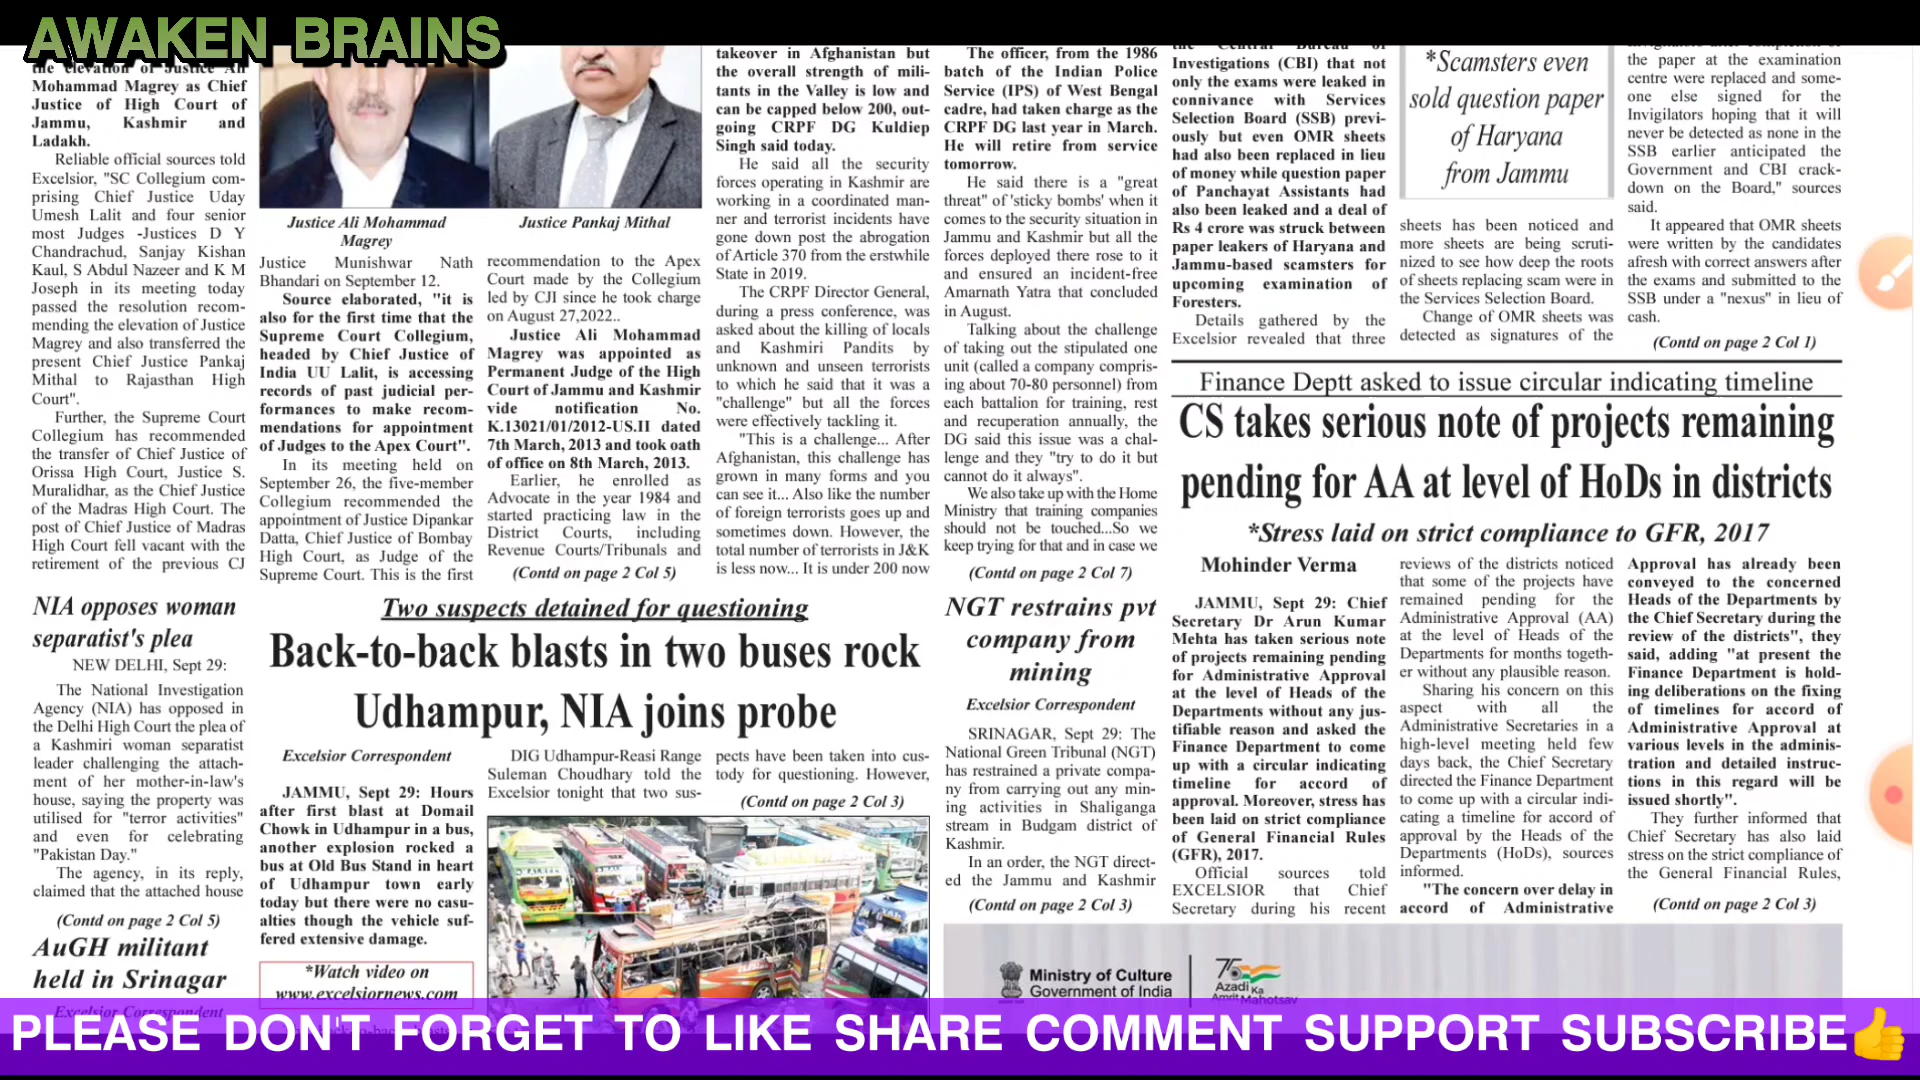 AWAKEN BRAINS
the elevation of Justice Ali
Mohammad Magrey as Chief
Justice of High Court of
Jammu, Kashmir and
Ladakh.
Reliable official sources told
Excelsior, "SC Collegium com-
prising Chief Justice Uday
Umesh Lalit and four senior
most Judges -Justices D Y
Chandrachud, Sanjay Kishan
Kaul, S Abdul Nazeer and K M
Joseph in its meeting today
passed the resolution recom-
mending the elevation of Justice
Magrey and also transferred the
present Chief Justice Pankaj
Mithal to Rajasthan High
Court".
Further, the Supreme Court
Collegium has recommended
the transfer of Chief Justice of
Orissa High Court, Justice S.
Muralidhar, as the Chief Justice
of the Madras High Court. The
post of Chief Justice of Madras
High Court fell vacant with the
retirement of the previous CJ
Justice Ali Mohammad
Magrey
Justice Pankaj Mithal
Justice Munishwar Nath
Bhandari on September 12.
Source elaborated, "it is
also for the first time that the
Supreme Court Collegium,
headed by Chief Justice of
India UU Lalit, is accessing
records of past judicial per-
formances to make recom-
mendations for appointment
of Judges to the Apex Court".
In its meeting held on
September 26, the five-member
Collegium recommended the
appointment of Justice Dipankar
Datta, Chief Justice of Bombay
High Court, as Judge of the
Supreme Court. This is the first
recommendation to the Apex
Court made by the Collegium
led by CJI since he took charge
on August 27,2022..
Justice Ali Mohammad
Magrey was appointed as
Permanent Judge of the High
Court of Jammu and Kashmir
vide notification No.
K.13021/01/2012-US.II dated
7th March, 2013 and took oath
of office on 8th March, 2013.
Earlier, he enrolled as
Advocate in the year 1984 and
started practicing law in the
District Courts, including
Revenue Courts/Tribunals and
(Contd on page 2 Col 5)
takeover in Afghanistan but
the overall strength of mili-
tants in the Valley is low and
can be capped below 200, out-
going CRPF DG Kuldiep
Singh said today.
He said all the security
forces operating in Kashmir are
working in a coordinated man-
ner and terrorist incidents have
gone down post the abrogation
of Article 370 from the erstwhile
State in 2019.
The CRPF Director General,
during a press conference, was
asked about the killing of locals
and Kashmiri Pandits by
unknown and unseen terrorists
to which he said that it was a
"challenge" but all the forces
were effectively tackling it.
"This is a challenge... After
Afghanistan, this challenge has
grown in many forms and you
can see it... Also like the number
of foreign terrorists goes up and
sometimes down. However, the
total number of terrorists in J&K
is less now... It is under 200 now
The officer, from the 1986
batch of the Indian Police
Service (IPS) of West Bengal
cadre, had taken charge as the
CRPF DG last year in March.
He will retire from service
tomorrow.
He said there is a "great
threat" of 'sticky bombs' when it
comes to the security situation in
Jammu and Kashmir but all the
forces deployed there rose to it
and ensured an incident-free
Amarnath Yatra that concluded
in August.
Talking about the challenge
of taking out the stipulated one
unit (called a company compris-
ing about 70-80 personnel) from
each battalion for training, rest
and recuperation annually, the
DG said this issue was a chal-
lenge and they "try to do it but
cannot do it always".
We also take up with the Home
Ministry that training companies
should not be touched...So we
keep trying for that and in case we
(Contd on page 2 Col 7)
the Central Bureau of
Investigations (CBI) that not
only the exams were leaked in
connivance with Services
Selection Board (SSB) previ-
ously but even OMR sheets
had also been replaced in lieu
of money while question paper
of Panchayat Assistants had
also been leaked and a deal of
Rs 4 crore was struck between
paper leakers of Haryana and
Jammu-based scamsters for
upcoming examination of
Foresters.
Details gathered by the
Excelsior revealed that three
*Scamsters even
sold question paper
of Haryana
from Jammu
sheets has been noticed and
more sheets are being scruti-
nized to see how deep the roots
of sheets replacing scam were in
the Services Selection Board.
Change of OMR sheets was
detected as signatures of the
the paper at the examination
centre were replaced and some-
one else signed for the
Invigilators hoping that it will
never be detected as none in the
SSB earlier anticipated the
Government and CBI crack-
down on the Board," sources
said.
It appeared that OMR sheets
were written by the candidates
afresh with correct answers after
the exams and submitted to the
SSB under a "nexus" in lieu of
cash.
(Contd on page 2 Col 1)
Finance Deptt asked to issue circular indicating timeline
CS takes serious note of projects remaining
pending for AA at level of HoDs in districts
*Stress laid on strict compliance to GFR, 2017
Mohinder Verma
JAMMU, Sept 29: Chief
Secretary Dr Arun Kumar
Mehta has taken serious note
of projects remaining pending
for Administrative Approval
at the level of Heads of the
Departments without any jus-
tifiable reason and asked the
Finance Department to come
up with a circular indicating
timeline for accord of
approval. Moreover, stress has
been laid on strict compliance
of General Financial Rules
(GFR), 2017.
Official sources told
EXCELSIOR that Chief
Secretary during his recent
reviews of the districts noticed
that some of the projects have
remained pending for the
Administrative Approval (AA)
at the level of Heads of the
Departments for months togeth-
er without any plausible reason.
Sharing his concern on this
aspect with all the
Administrative Secretaries in a
high-level meeting held few
days back, the Chief Secretary
directed the Finance Department
to come up with a circular indi-
cating a timeline for accord of
approval by the Heads of the
Departments (HoDs), sources
informed.
"The concern over delay in
accord of Administrative
Approval has already been
conveyed to the concerned
Heads of the Departments by
the Chief Secretary during the
review of the districts", they
said, adding "at present the
Finance Department is hold-
ing deliberations on the fixing
of timelines for accord of
Administrative Approval at
various levels in the adminis-
tration and detailed instruc-
tions in this regard will be
issued shortly".
They further informed that
Chief Secretary has also laid
stress on the strict compliance of
the General Financial Rules,
(Contd on page 2 Col 3)
NIA opposes woman
separatist's plea
NEW DELHI, Sept 29:
The National Investigation
Agency (NIA) has opposed in
the Delhi High Court the plea of
a Kashmiri woman separatist
leader challenging the attach-
ment of her mother-in-law's
house, saying the property was
utilised for "terror activities"
and even for celebrating
"Pakistan Day."
The agency, in its reply,
claimed that the attached house
(Contd on page 2 Col 5)
AuGH militant
held in Srinagar
Excelsior Correspondent
Two suspects detained for questioning
Back-to-back blasts in two buses rock
Udhampur, NIA joins probe
Excelsior Correspondent
JAMMU, Sept 29: Hours
after first blast at Domail
Chowk in Udhampur in a bus,
another explosion rocked a
bus at Old Bus Stand in heart
of Udhampur town early
today but there were no casu-
alties though the vehicle suf-
fered extensive damage.
*Watch video on
www.excelsiornews.com
DIG Udhampur-Reasi Range
Suleman Choudhary told the
Excelsior tonight that two sus-
pects have been taken into cus-
tody for questioning. However,
(Contd on page 2 Col 3)
NGT restrains pvt
company from
mining
Excelsior Correspondent
SRINAGAR, Sept 29: The
National Green Tribunal (NGT)
has restrained a private compa-
ny from carrying out any min-
ing activities in Shaliganga
stream in Budgam district of
Kashmir.
In an order, the NGT direct-
ed the Jammu and Kashmir
(Contd on page 2 Col 3)
Ministry of Culture
Government of India
75
Azadi Ka
Amrit Mahotsav
PLEASE DON'T FORGET TO LIKE SHARE COMMENT SUPPORT SUBSCRIBE👍